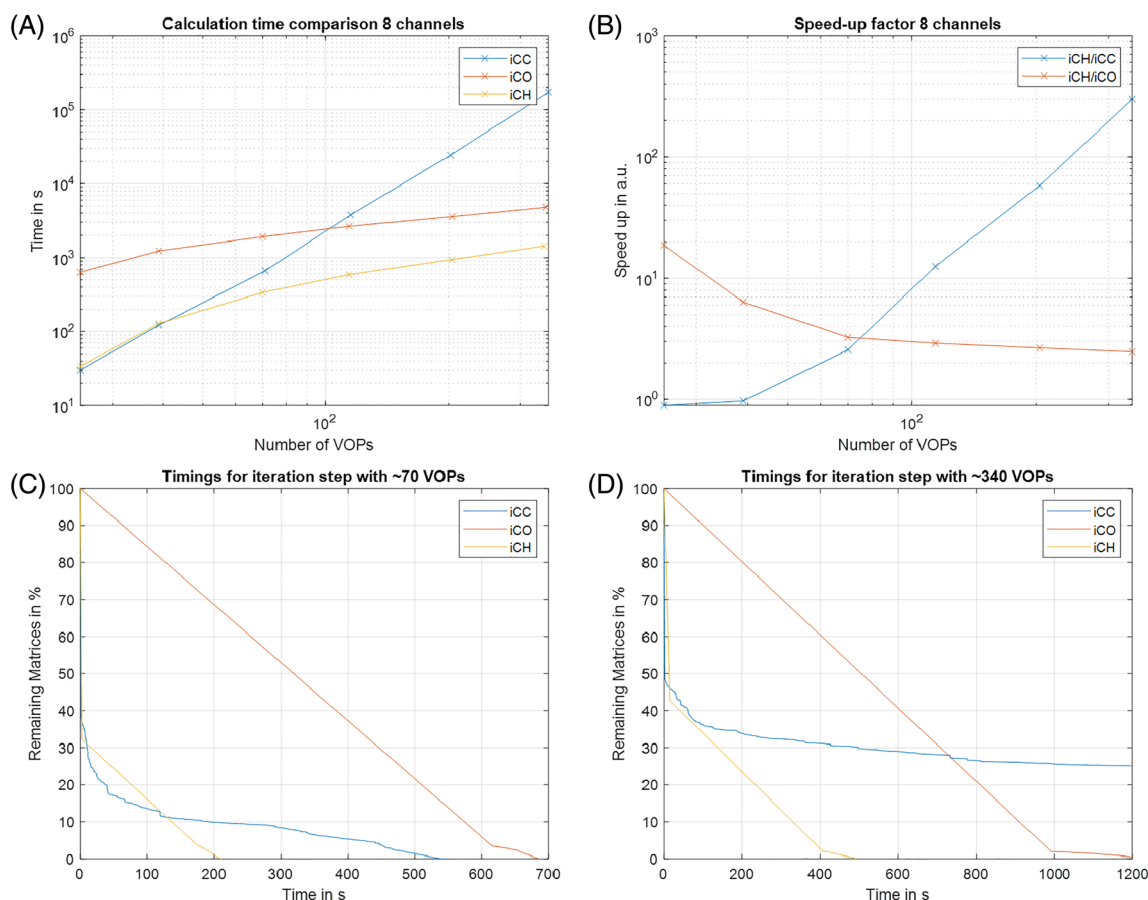 (A)
Calculation time comparison 8 channels
10^6
10^5
10^4
10^3
10^2
10^1
Time in s
iCC
iCO
iCH
10^2
Number of VOPs
(B)
Speed-up factor 8 channels
10^3
10^2
10^1
10^0
Speed up in a.u.
iCH/iCC
iCH/iCO
10^2
Number of VOPs
(C)
Timings for iteration step with ~70 VOPs
100
90
80
70
60
50
40
30
20
10
0
Remaining Matrices in %
iCC
iCO
iCH
0 100 200 300 400 500 600 700
Time in s
(D)
Timings for iteration step with ~340 VOPs
100
90
80
70
60
50
40
30
20
10
0
Remaining Matrices in %
iCC
iCO
iCH
0 200 400 600 800 1000 1200
Time in s